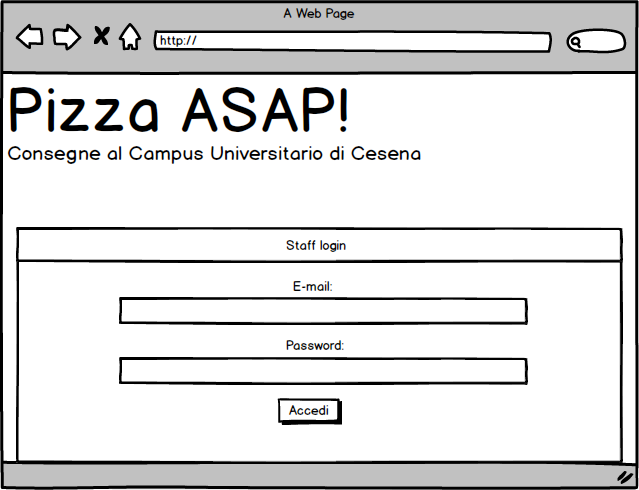 A Web Page
http://
Pizza ASAP!
Consegne al Campus Universitario di Cesena
Staff login
E-mail:
Password:
Accedi